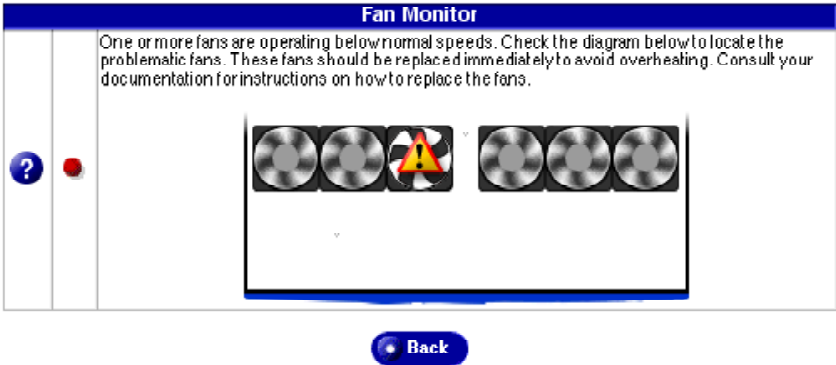 Fan Monitor
One or more fans are operating below normal speeds. Check the diagram below to locate the
problematic fans. These fans should be replaced immediately to avoid overheating. Consult your
documentation for instructions on how to replace the fans.
?
!
Back